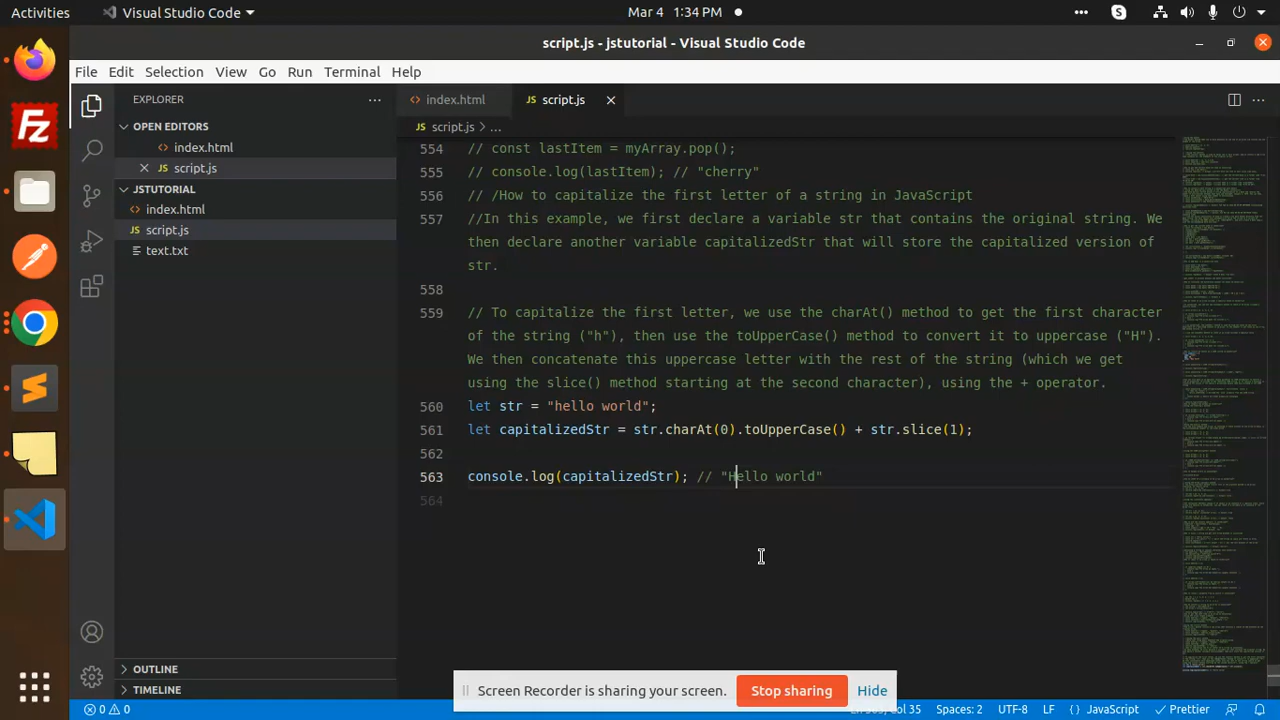 Activities
Visual Studio Code
Mar 4 1:34 PM
script.js - jstutorial - Visual Studio Code
File Edit Selection View Go Run Terminal Help
EXPLORER
OPEN EDITORS
index.html
script.js
JSTUTORIAL
index.html
script.js
text.txt
OUTLINE
TIMELINE
index.html
JS script.js
JS script.js > ...
554 //const lastItem = myArray.pop();
555 // console.log(lastItem); // "cherry"
556 capitalize the first letter of a string in JavaScript
557 //In this example, we first declare a variable str that contains the original string. We
declare another variable capitalizedStr that will store the capitalized version of
str
558
559 capitalize the first letter, we use the charAt() method to get the first character
("h"), then use the toUpperCase() method to convert it to uppercase ("H").
We then concatenate this uppercase letter with the rest of the string (which we get
using the slice() method starting at the second character), using the + operator.
560 let str = "hello world";
561 let capitalizedStr = str.charAt(0).toUpperCase() + str.slice(1);
562
563 console.log(capitalizedStr); // "Hello world"
564
Screen Recorder is sharing your screen.
Stop sharing
Hide
0 0
col 35
Spaces: 2
UTF-8
LF
{} JavaScript
Prettier